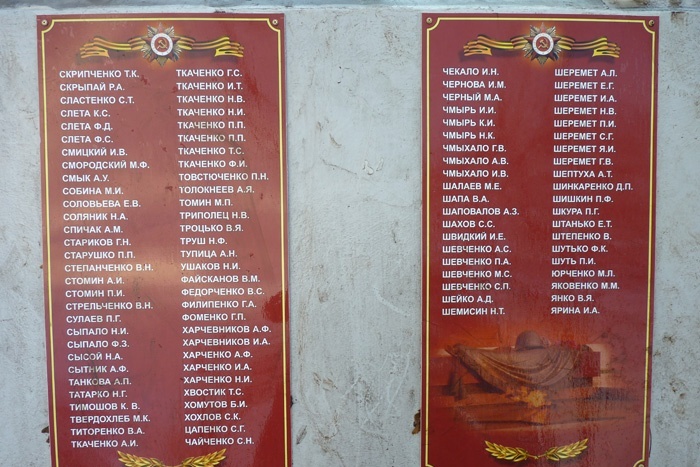 СКРИПЧЕНКО Т.К.
СКРЫПАЙ Р.А.
СЛАСТЕНКО С.Т.
СЛЕТА К.С.
СЛЕТА Ф.Д.
СЛЕТА Ф.С.
СМИЦКИЙ И.В.
СМОРОДСКИЙ М.Ф.
СМЫК А.У.
СОБИНА М.И.
СОЛОВЬЕВА Е.В.
СОЛЯНИК Н.А.
СПИЧАК А.М.
СТАРИКОВ Г.Н.
СТАРУШКО П.П.
СТЕПАНЧЕНКО В.Н.
СТОМИН А.И.
СТОМИН П.И.
СТРЕЛЬЧЕНКО В.Н.
СУЛАЕВ П.Г.
СЫПАЛО Н.И.
СЫПАЛО Ф.З.
СЫСОЙ Н.А.
СЫТНИК А.Ф.
ТАНКОВА А.П.
ТАТАРКО Н.Г.
ТИМОШОВ К. В.
ТВЕРДОХЛЕБ М.К.
ТИТОРЕНКО В.А.
ТКАЧЕНКО А.И.
ТКАЧЕНКО Г.С.
ТКАЧЕНКО И.Т.
ТКАЧЕНКО Н.В.
ТКАЧЕНКО Н.И.
ТКАЧЕНКО П.П.
ТКАЧЕНКО П.П.
ТКАЧЕНКО Т.С.
ТКАЧЕНКО Ф.И.
ТОВСТЮЧЕНКО П.Н.
ТОЛОКНЕЕВ А.Я.
ТОМИН М.П.
ТРИПОЛЕЦ Н.В.
ТРОЦЬКО В.Я.
ТРУШ Н.Ф.
ТУПИЦА А.Н.
УШАКОВ Н.И.
ФАЙСКАНОВ В.М.
ФЕДОРЧЕНКО В.С.
ФИЛИПЕНКО Г.А.
ФОМЕНКО Г.П.
ХАРЧЕВНИКОВ А.Ф.
ХАРЧЕВНИКОВ И.А.
ХАРЧЕНКО А.Ф.
ХАРЧЕНКО И.А.
ХАРЧЕНКО Н.И.
ХВОСТИК Т.С.
ХОМУТОВ Б.И.
ХОХЛОВ С.К.
ЦАПЕНКО С.Г.
ЧАЙЧЕНКО С.Н.
ЧЕКАЛО И.Н.
ЧЕРНОВА И.М.
ЧЕРНЫЙ М.А.
ЧМЫРЬ И.И.
ЧМЫРЬ К.И.
ЧМЫРЬ Н.К.
ЧМЫХАЛО Г.В.
ЧМЫХАЛО А.В.
ЧМЫХАЛО И.В.
ШАЛАЕВ М.Е.
ШАПА В.А.
ШАПОВАЛОВ А.З.
ШАХОВ С.С.
ШВИДКИЙ И.Е.
ШЕВЧЕНКО А.С.
ШЕВЧЕНКО П.А.
ШЕВЧЕНКО М.С.
ШЕБЧЕНКО С.П.
ШЕЙКО А.Д.
ШЕМИСИН Н.Т.
ШЕРЕМЕТ А.Л.
ШЕРЕМЕТ Е.Г.
ШЕРЕМЕТ И.А.
ШЕРЕМЕТ Н.В.
ШЕРЕМЕТ П.И.
ШЕРЕМЕТ С.Г.
ШЕРЕМЕТ Я.И.
ШЕРЕМЕТ Г.В.
ШЕПТУХА А.Т.
ШИНКАРЕНКО Д.П.
ШИШКИН П.Ф.
ШКУРА П.Г.
ШТАНЬКО Е.Т.
ШТЕПЕНКО В.
ШУТЬКО Ф.К.
ШУТЬ П.И.
ЮРЧЕНКО М.Л.
ЯКОВЕНКО М.М.
ЯНКО В.Я.
ЯРИНА И.А.